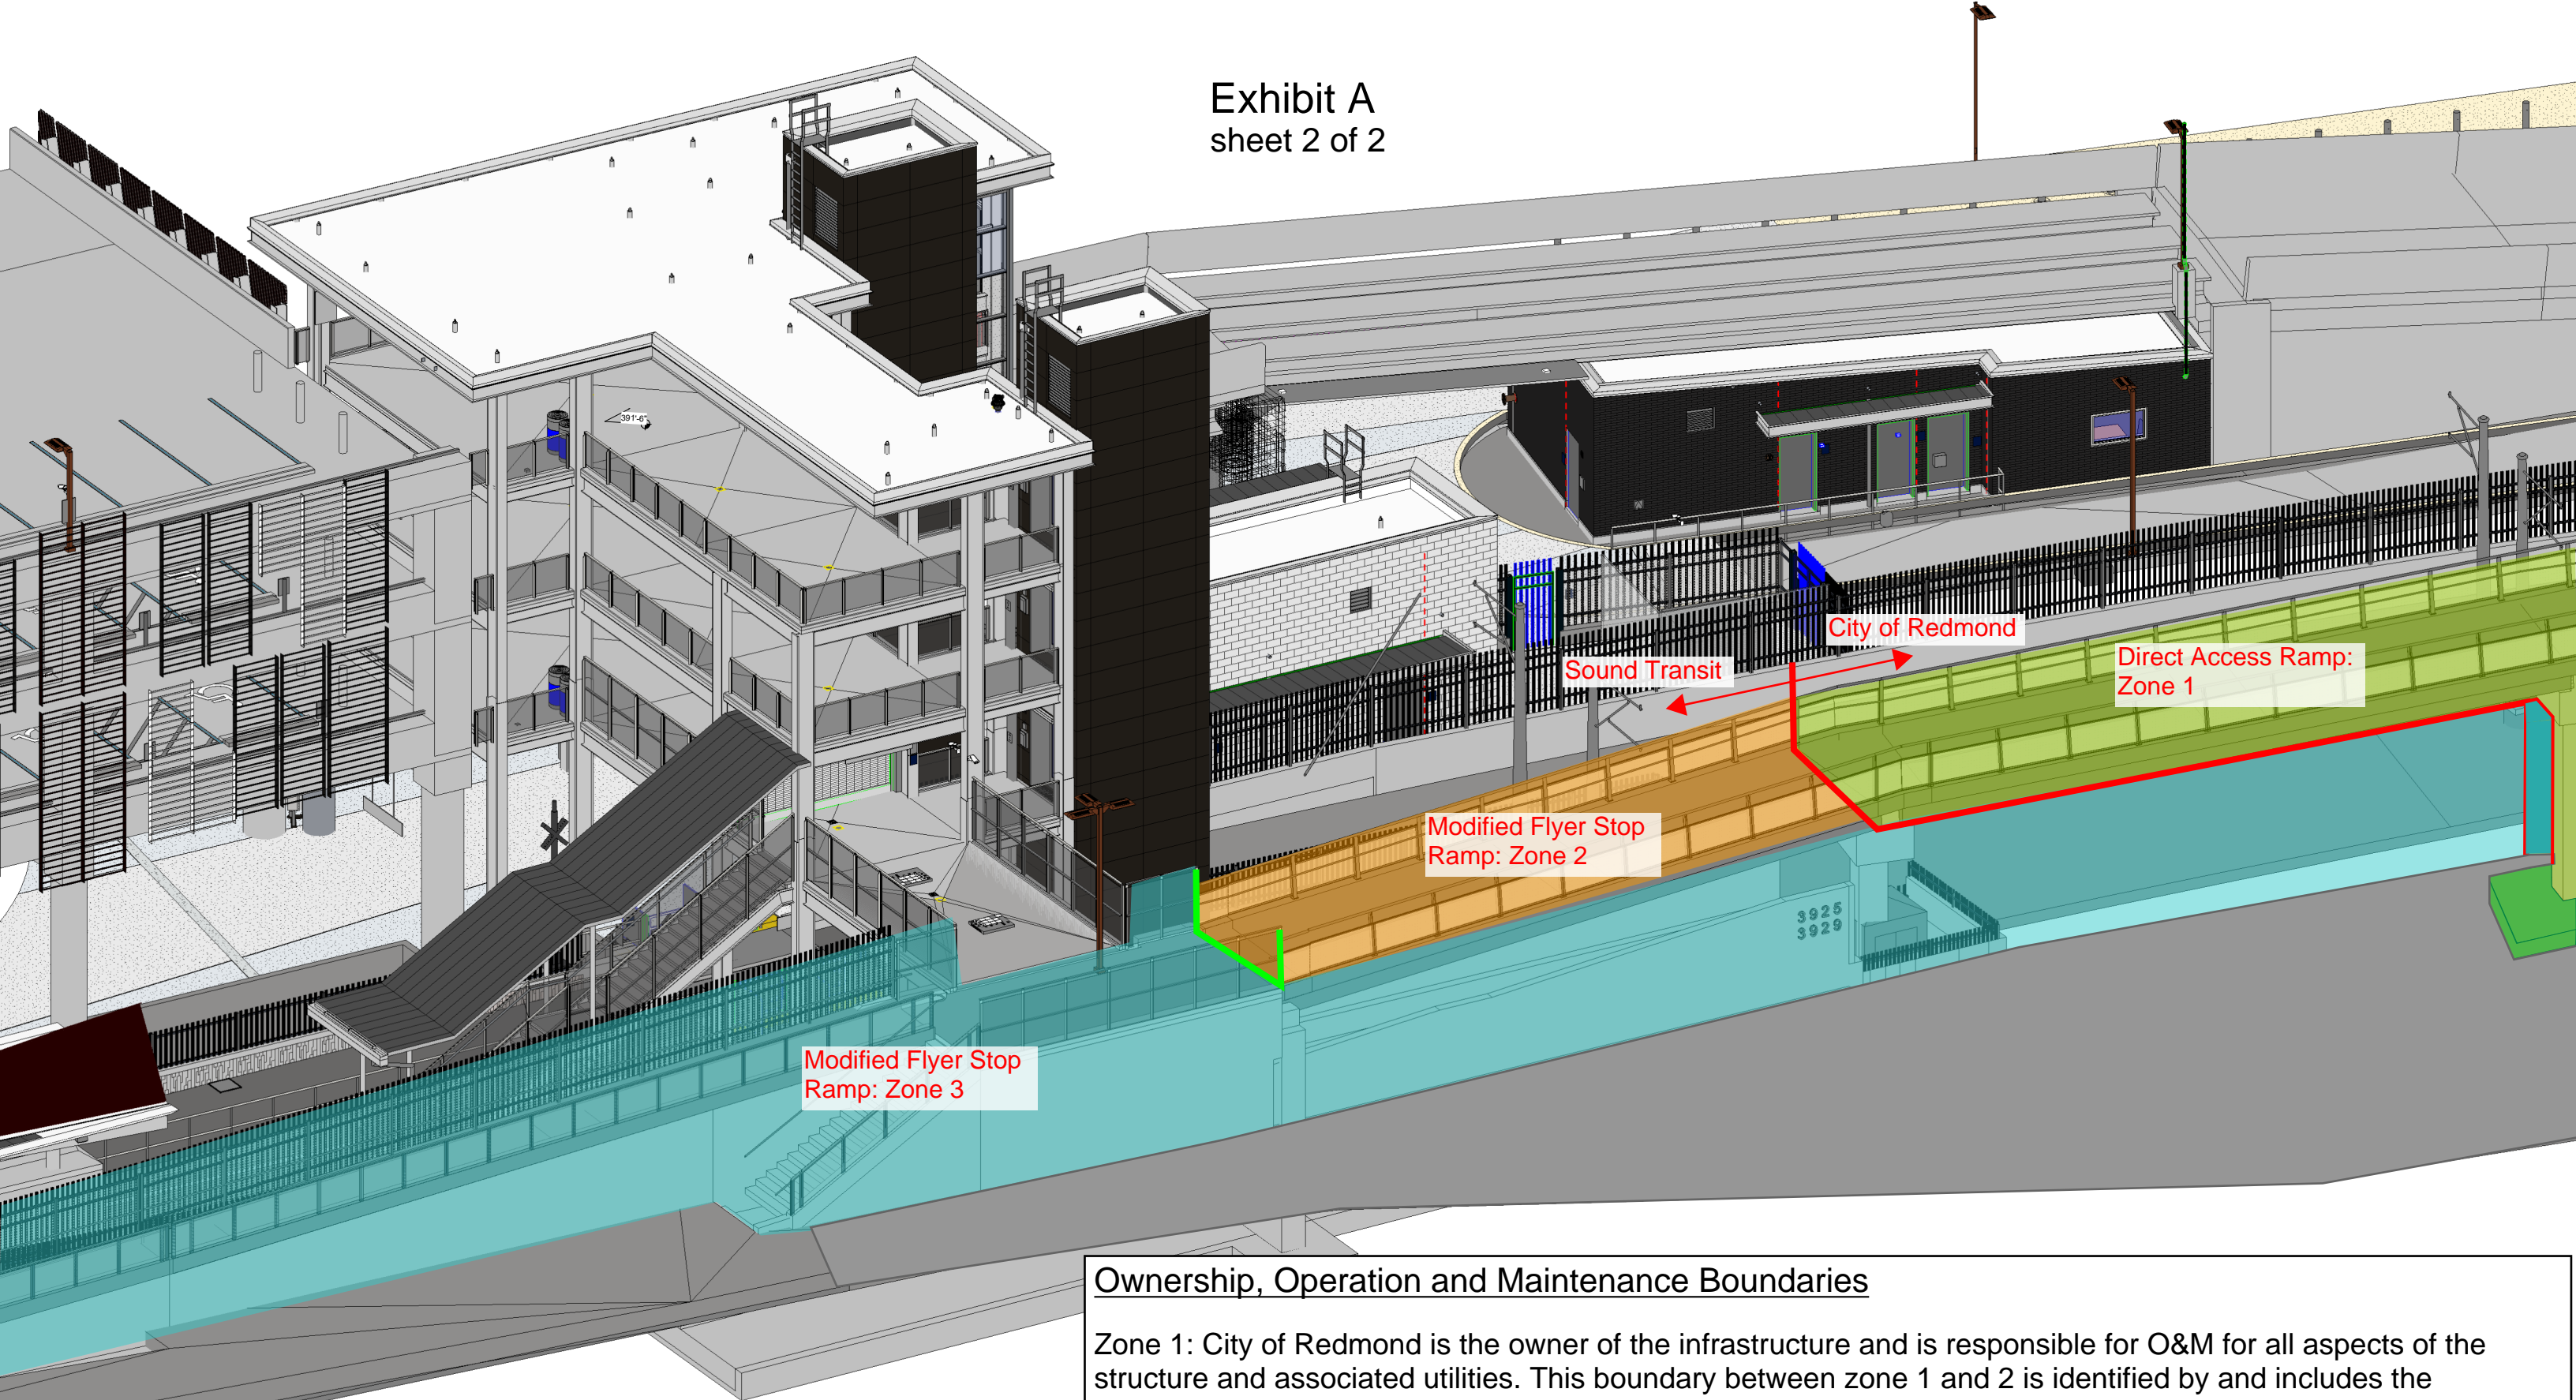 Exhibit A
sheet 2 of 2
391'-6"
City of Redmond
Sound Transit
Direct Access Ramp:
Zone 1
Modified Flyer Stop
Ramp: Zone 2
3925
3929
Modified Flyer Stop
Ramp: Zone 3
Ownership, Operation and Maintenance Boundaries
Zone 1: City of Redmond is the owner of the infrastructure and is responsible for O&M for all aspects of the
structure and associated utilities. This boundary between zone 1 and 2 is identified by and includes the